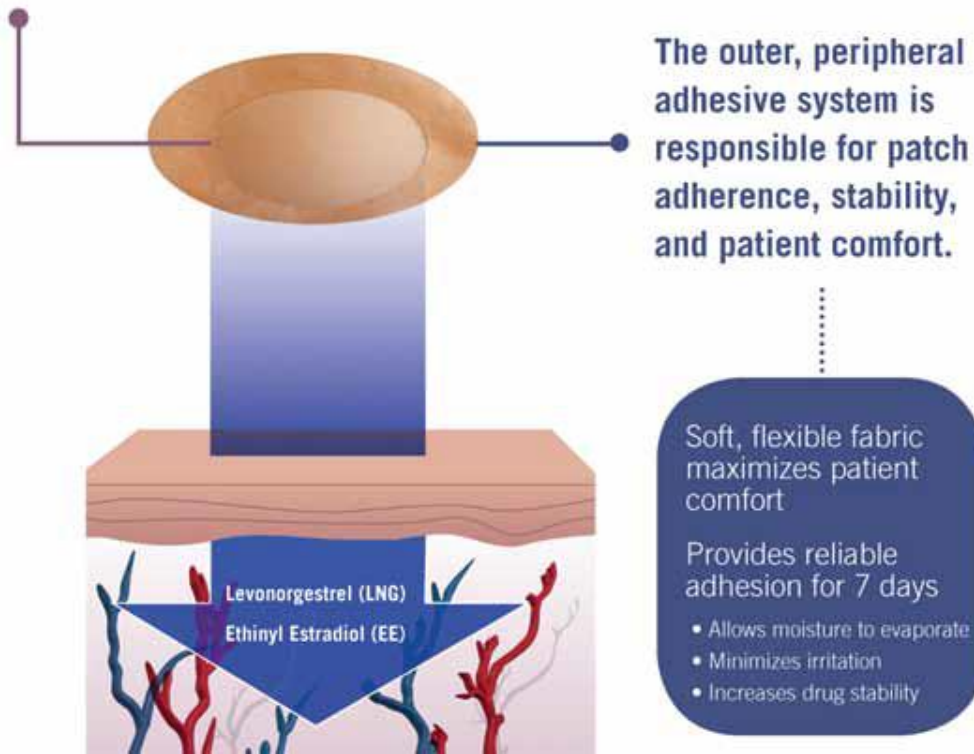 The outer, peripheral
adhesive system is
responsible for patch
adherence, stability,
and patient comfort.
Soft, flexible fabric
maximizes patient
comfort
Provides reliable
adhesion for 7 days
• Allows moisture to evaporate
• Minimizes irritation
• Increases drug stability
Levonorgestrel (LNG)
Ethinyl Estradiol (EE)